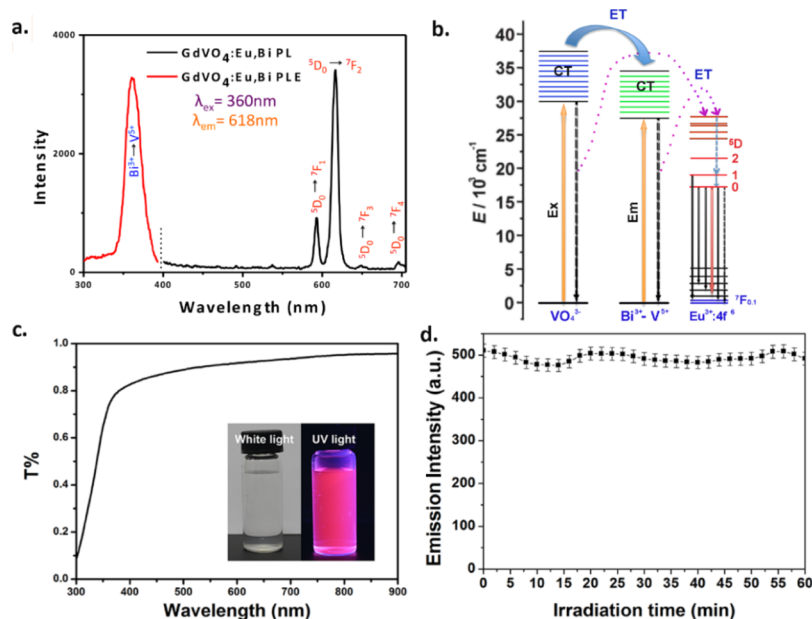 a.
GdVO4:Eu,Bi PL
GdVO4:Eu,Bi PLE
λex= 360nm
λem= 618nm
Bi3+→V5+
5D0 → 7F2
5D0 → 7F1
5D0 → 7F3
5D0 → 7F4
Intensity
0
2000
4000
300 400 500 600 700
Wavelength (nm)
b.
ET
ET
CT
CT
E / 10³ cm⁻¹
40
35
30
25
20
15
10
5
0
Ex
Em
5D
2
1
0
7F0.1
VO₄³⁻
Bi³⁺- V⁵⁺
Eu³⁺:4f⁶
c.
T%
1.0
0.8
0.6
0.4
0.2
0.0
White light
UV light
300 400 500 600 700 800 900
Wavelength (nm)
d.
Emission Intensity (a.u.)
500
400
300
200
100
0
0 5 10 15 20 25 30 35 40 45 50 55 60
Irradiation time (min)